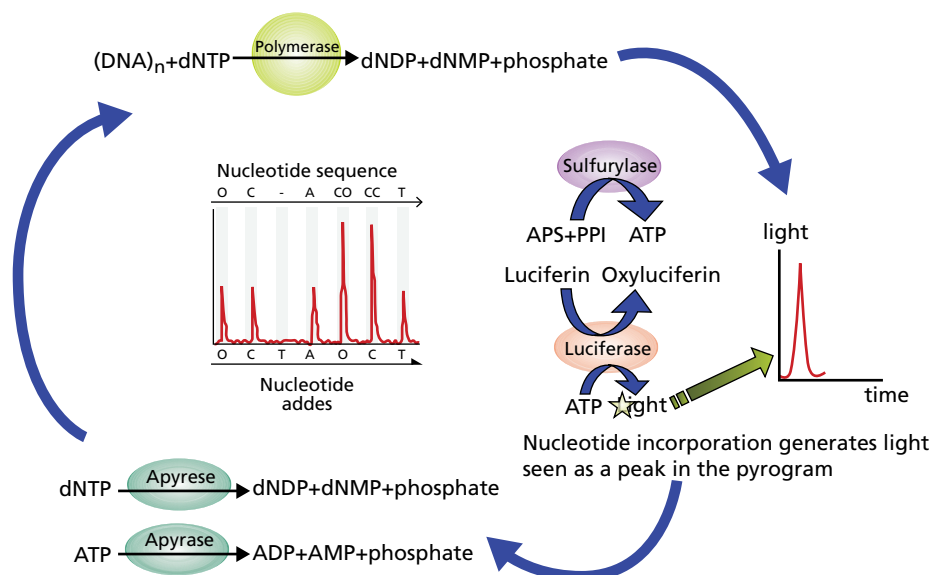 (DNA)n+dNTP Polymerase dNDP+dNMP+phosphate
Nucleotide sequence
O C - A CO CC T
O C T A O C T
Nucleotide
addes
Sulfurylase
APS+PPI ATP
Luciferin Oxyluciferin
Luciferase
ATP light
light
time
Nucleotide incorporation generates light
seen as a peak in the pyrogram
dNTP Apyrese dNDP+dNMP+phosphate
ATP Apyrase ADP+AMP+phosphate